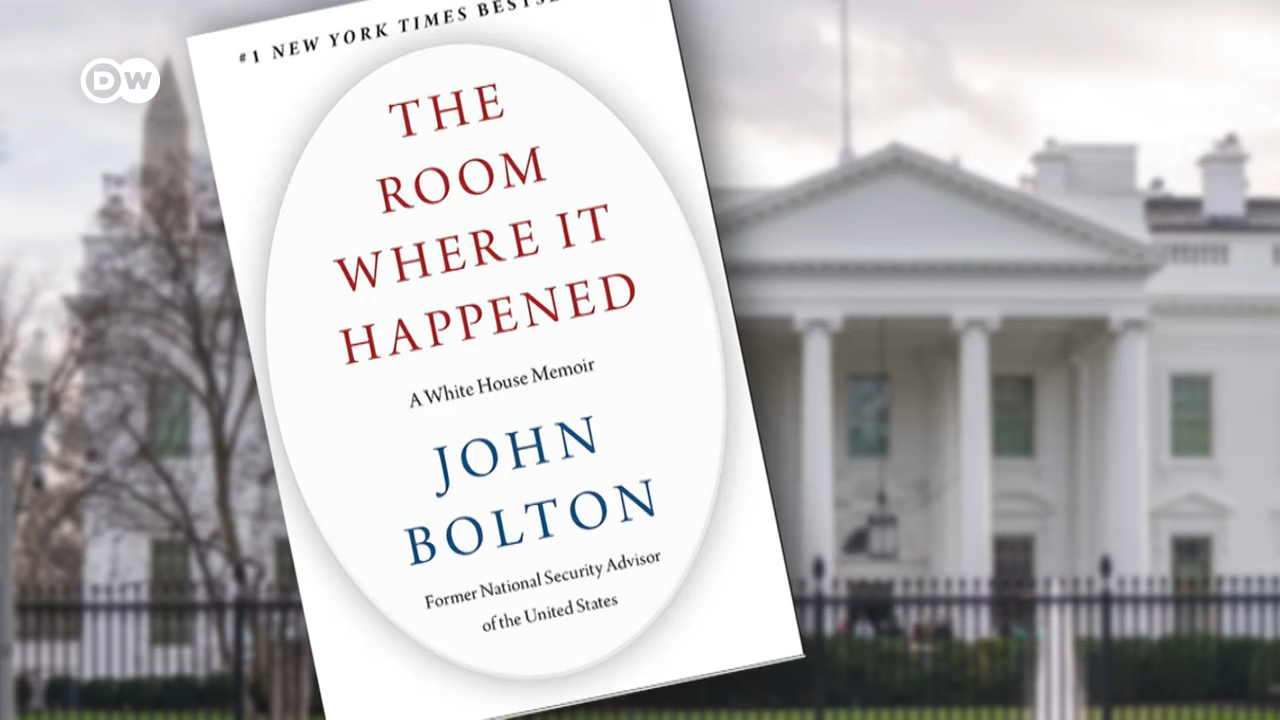 DW
#1 NEW YORK TIMES
THE
ROOM
WHERE IT
HAPPENED
A White House Memoir
JOHN
BOLTON
Former National Security Advisor
of the United States